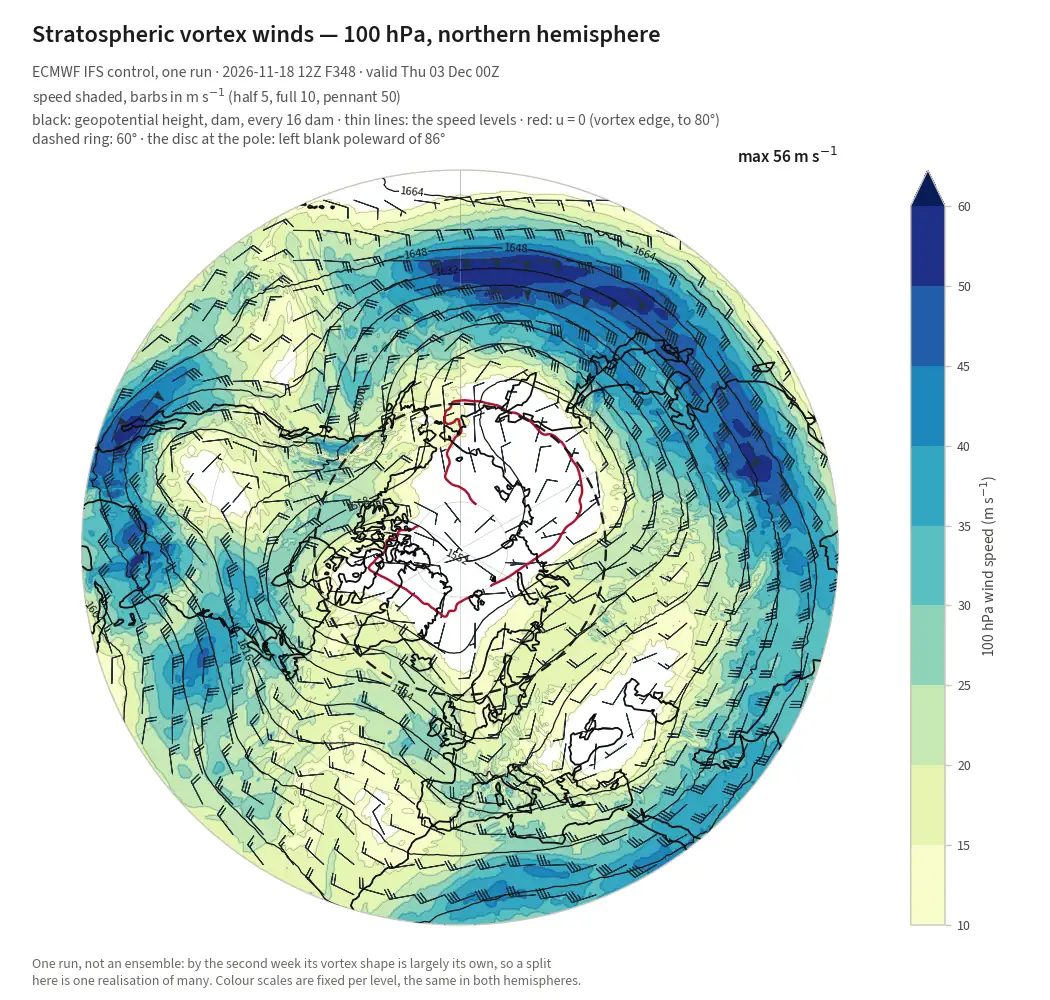 Stratospheric vortex winds — 100 hPa, northern hemisphere
ECMWF IFS control, one run · 2026-11-18 12Z F348 · valid Thu 03 Dec 00Z
speed shaded, barbs in m s⁻¹ (half 5, full 10, pennant 50)
black: geopotential height, dam, every 16 dam · thin lines: the speed levels · red: u = 0 (vortex edge, to 80°)
dashed ring: 60° · the disc at the pole: left blank poleward of 86°
max 56 m s⁻¹
1664
1648
1648
1664
1632
60
50
45
40
35
30
25
20
15
10
100 hPa wind speed (m s⁻¹)
1616
One run, not an ensemble: by the second week its vortex shape is largely its own, so a split
here is one realisation of many. Colour scales are fixed per level, the same in both hemispheres.